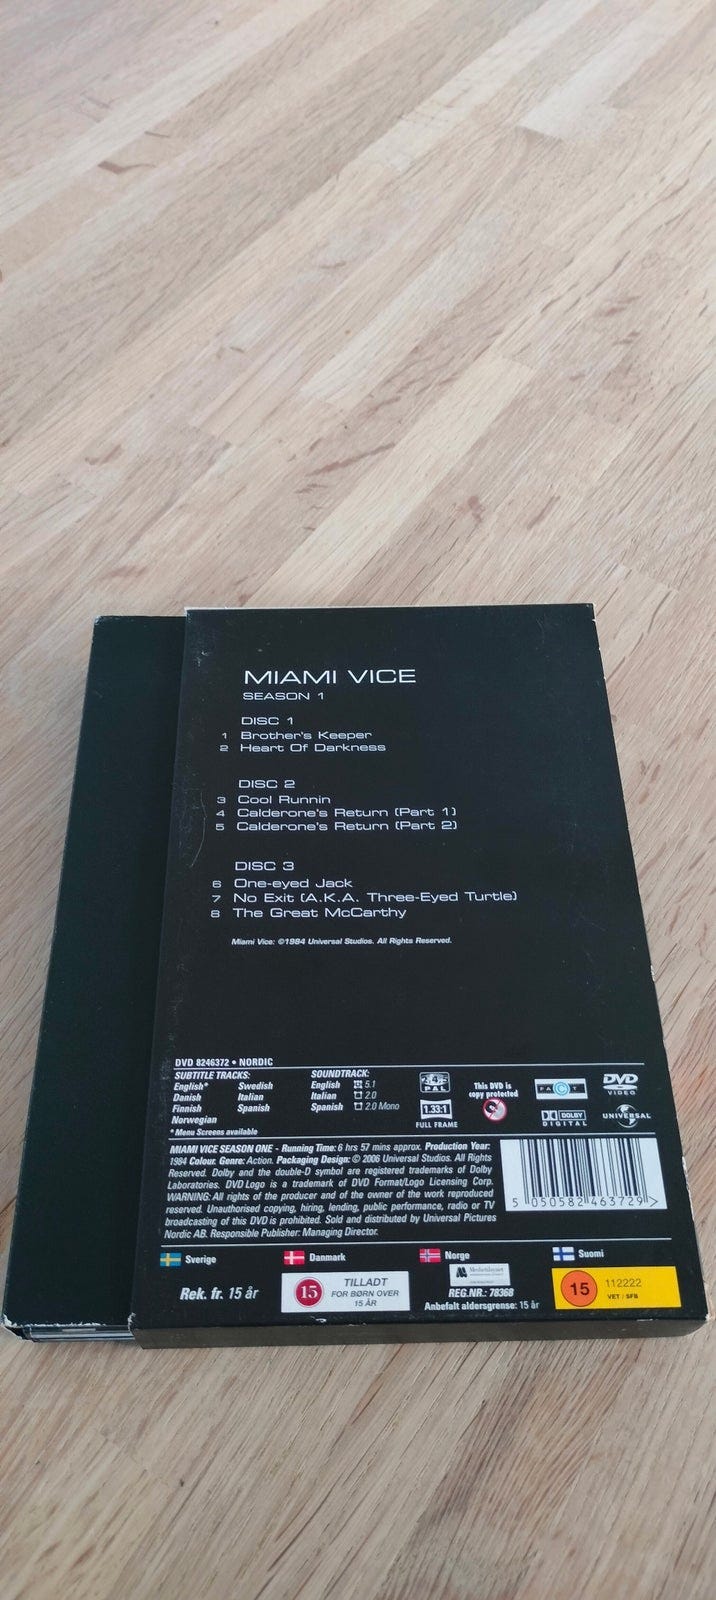 MIAMI VICE
SEASON 1
DISC 1
1 Brother's Keeper
2 Heart Of Darkness
DISC 2
3 Cool Runnin
4 Calderone's Return (Part 1)
5 Calderone's Return (Part 2)
DISC 3
6 One-eyed Jack
7 No Exit (A.K.A. Three-Eyed Turtle)
8 The Great McCarthy
Miami Vice: ©1984 Universal Studios. All Rights Reserved.
DVD 8246372 • NORDIC
SUBTITLE TRACKS:
English* Swedish
Danish Italian
Finnish Spanish
Norwegian
* Menu Screens available
SOUNDTRACK:
English 5.1
Italian 2.0
Spanish 2.0 Mono
PAL
1.33:1
FULL FRAME
This DVD is
copy protected
FACT
DOLBY
DIGITAL
DVD
VIDEO
UNIVERSAL
MIAMI VICE SEASON ONE - Running Time: 6 hrs 57 mins approx. Production Year:
1984 Colour. Genre: Action. Packaging Design: © 2006 Universal Studios. All Rights
Reserved. Dolby and the double-D symbol are registered trademarks of Dolby
Laboratories. DVD Logo is a trademark of DVD Format/Logo Licensing Corp.
WARNING: All rights of the producer and of the owner of the work reproduced
reserved. Unauthorised copying, hiring, lending, public performance, radio or TV
broadcasting of this DVD is prohibited. Sold and distributed by Universal Pictures
Nordic AB. Responsible Publisher: Managing Director.
5 050582 463729 >
Sverige
Rek. fr. 15 år
Danmark
15
TILLADT
FOR BØRN OVER
15 ÅR
Norge
Medietilsynet
REG.NR.: 78368
Anbefalt aldersgrense: 15 år
Suomi
15
112222
VET / SFB